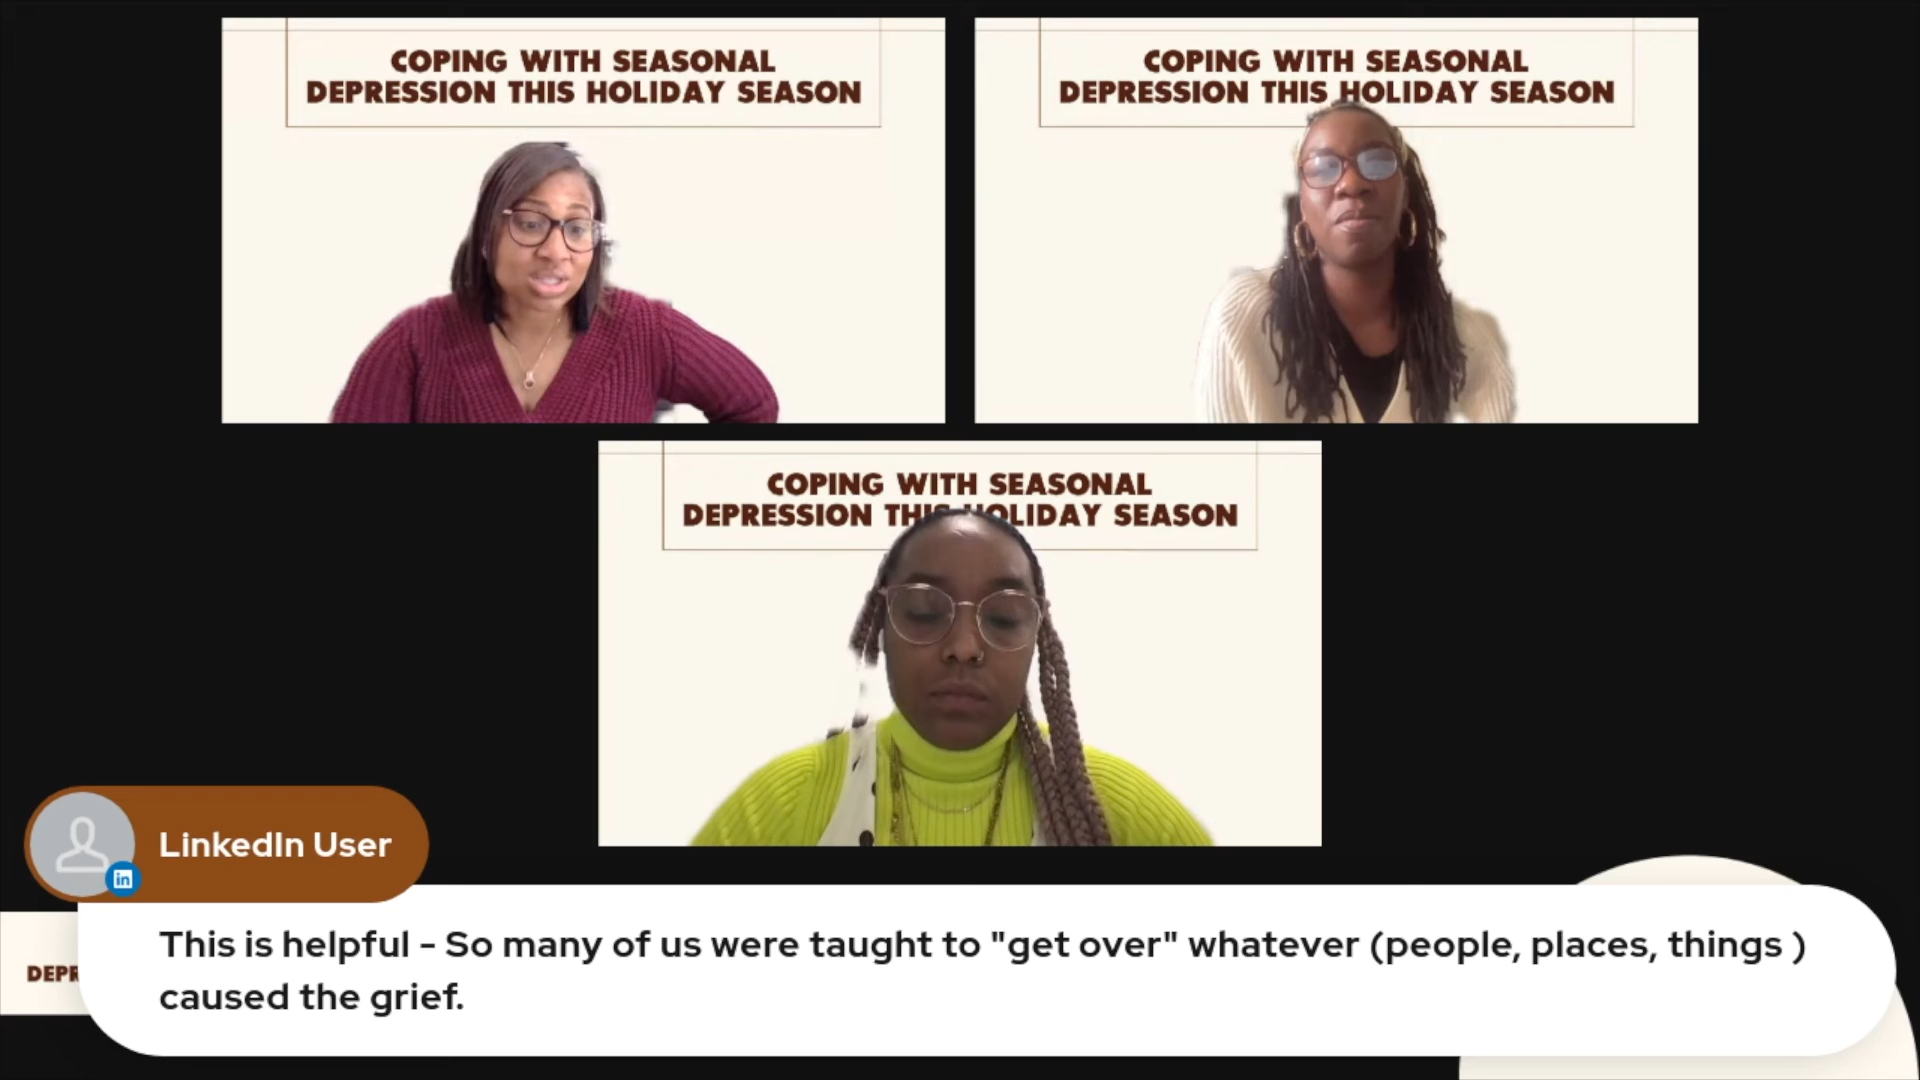 COPING WITH SEASONAL
DEPRESSION THIS HOLIDAY SEASON
COPING WITH SEASONAL
DEPRESSION THIS HOLIDAY SEASON
COPING WITH SEASONAL
DEPRESSION THIS HOLIDAY SEASON
LinkedIn User
in
DEPR
This is helpful - So many of us were taught to "get over" whatever (people, places, things )
caused the grief.